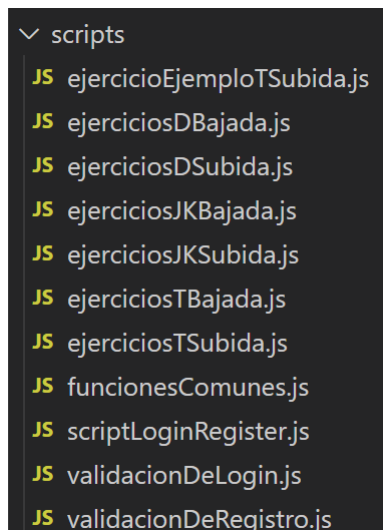 scripts
JS ejercicioEjemploTSubida.js
JS ejerciciosDBajada.js
JS ejerciciosDSubida.js
JS ejerciciosJKBajada.js
JS ejerciciosJKSubida.js
JS ejerciciosTBajada.js
JS ejerciciosTSubida.js
JS funcionesComunes.js
JS scriptLoginRegister.js
JS validacionDeLogin.js
JS validacionDeRegistro.js